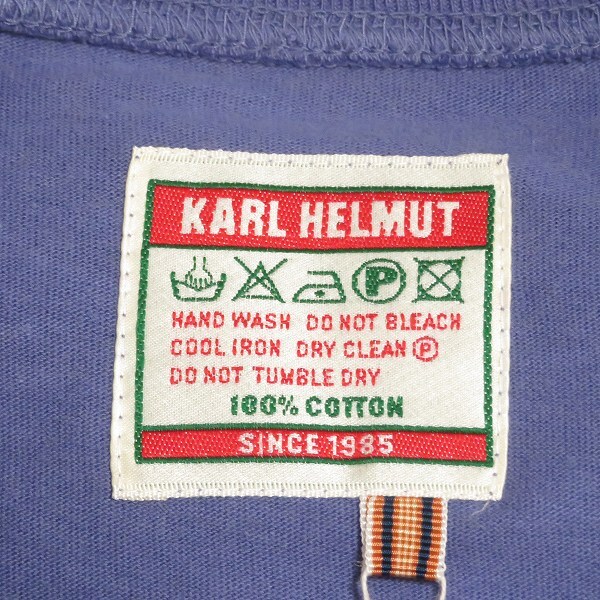 KARL HELMUT
P
HAND WASH DO NOT BLEACH
COOL IRON DRY CLEAN Ⓟ
DO NOT TUMBLE DRY
100% COTTON
SINCE 1985